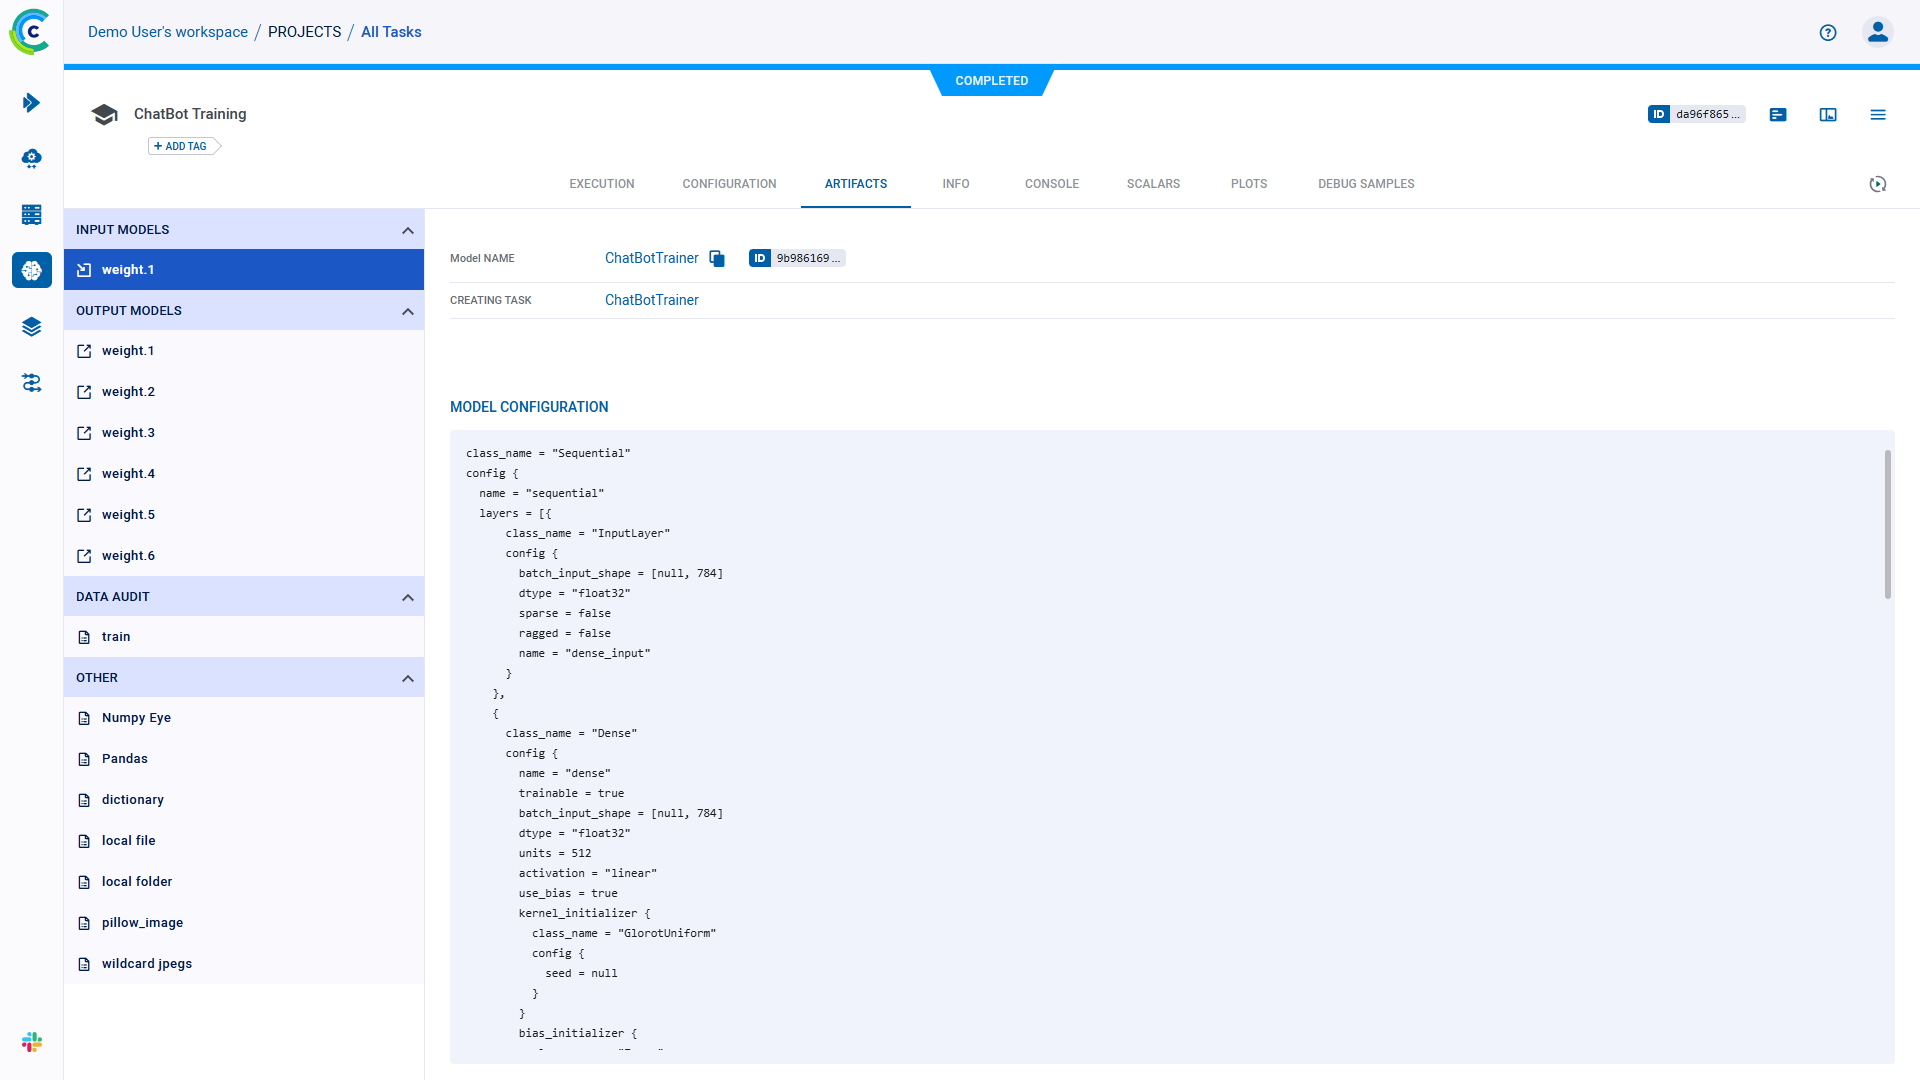 Demo User's workspace / PROJECTS / All Tasks
COMPLETED
ChatBot Training
ID da96f865...
+ ADD TAG
EXECUTION CONFIGURATION ARTIFACTS INFO CONSOLE SCALARS PLOTS DEBUG SAMPLES
INPUT MODELS
weight.1
OUTPUT MODELS
weight.1
weight.2
weight.3
weight.4
weight.5
weight.6
DATA AUDIT
train
OTHER
Numpy Eye
Pandas
dictionary
local file
local folder
pillow_image
wildcard jpegs
Model NAME ChatBotTrainer ID 9b986169...
CREATING TASK ChatBotTrainer
MODEL CONFIGURATION
class_name = "Sequential"
config {
name = "sequential"
layers = [{
class_name = "InputLayer"
config {
batch_input_shape = [null, 784]
dtype = "float32"
sparse = false
ragged = false
name = "dense_input"
}
},
{
class_name = "Dense"
config {
name = "dense"
trainable = true
batch_input_shape = [null, 784]
dtype = "float32"
units = 512
activation = "linear"
use_bias = true
kernel_initializer {
class_name = "GlorotUniform"
config {
seed = null
}
}
bias_initializer {